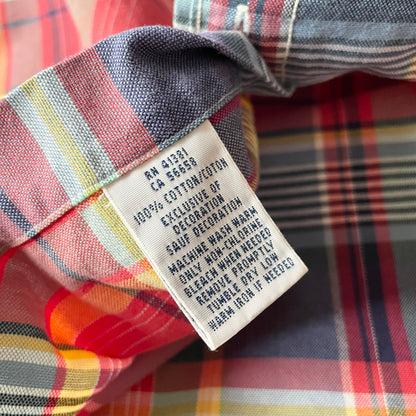 RN 41381
CA 56658
100% COTTON/COTON
EXCLUSIVE OF
DECORATION
SAUF DECORATION
MACHINE WASH WARM
ONLY NON-CHLORINE
BLEACH WHEN NEEDED
REMOVE PROMPTLY
TUMBLE DRY LOW
WARM IRON IF NEEDED